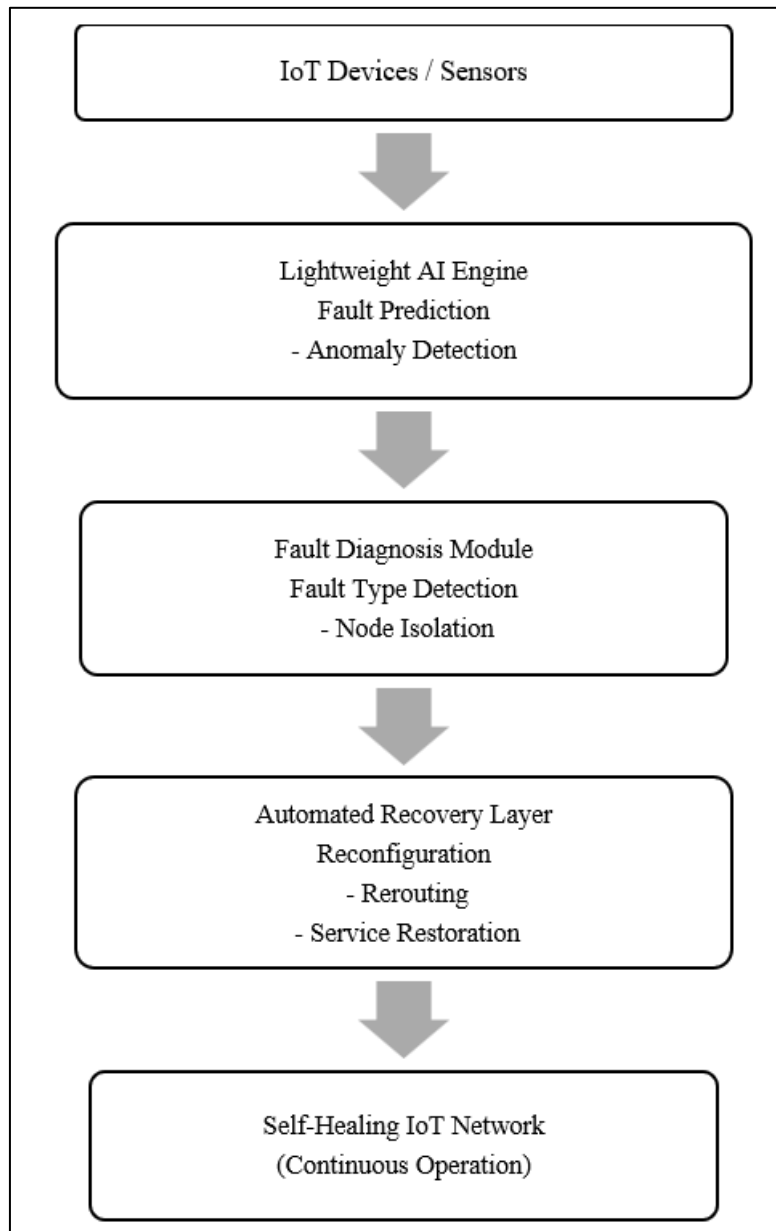 IoT Devices / Sensors
Lightweight AI Engine
Fault Prediction
- Anomaly Detection
Fault Diagnosis Module
Fault Type Detection
- Node Isolation
Automated Recovery Layer
Reconfiguration
- Rerouting
- Service Restoration
Self-Healing IoT Network
(Continuous Operation)